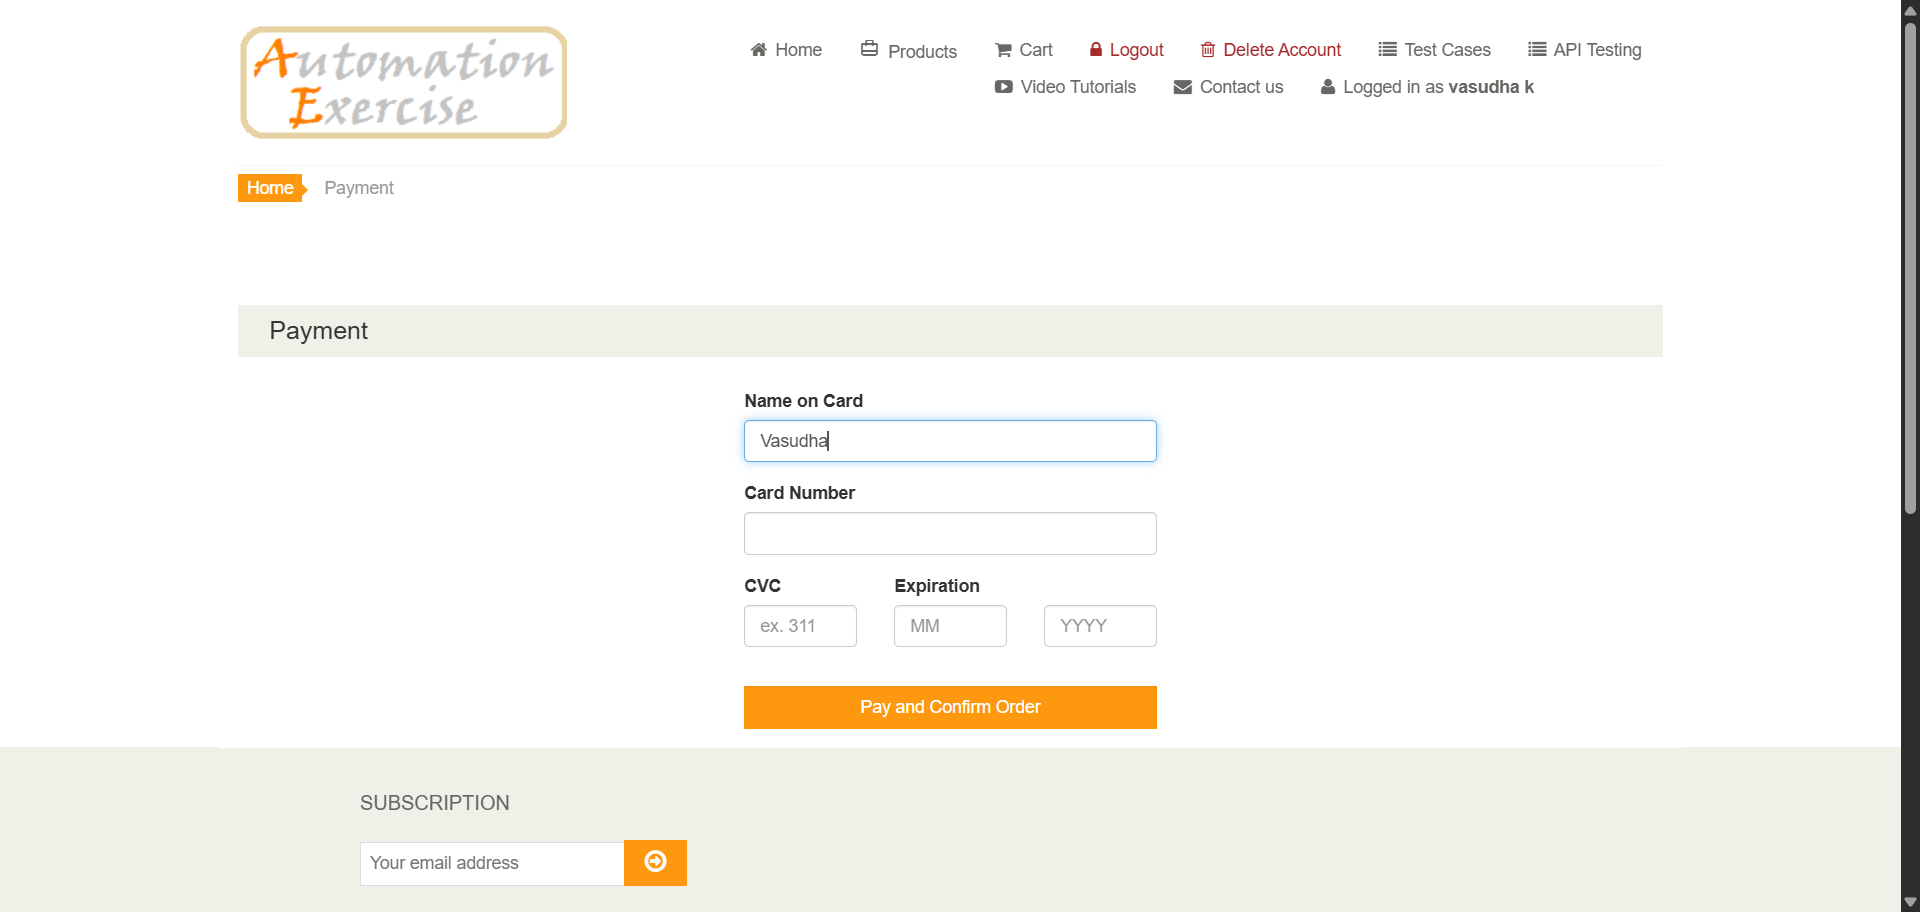 Automation
Exercise
Home Products Cart Logout Delete Account Test Cases API Testing
Video Tutorials Contact us Logged in as vasudha k
Home Payment
Payment
Name on Card
Vasudha
Card Number
CVC Expiration
ex. 311 MM YYYY
Pay and Confirm Order
SUBSCRIPTION
Your email address